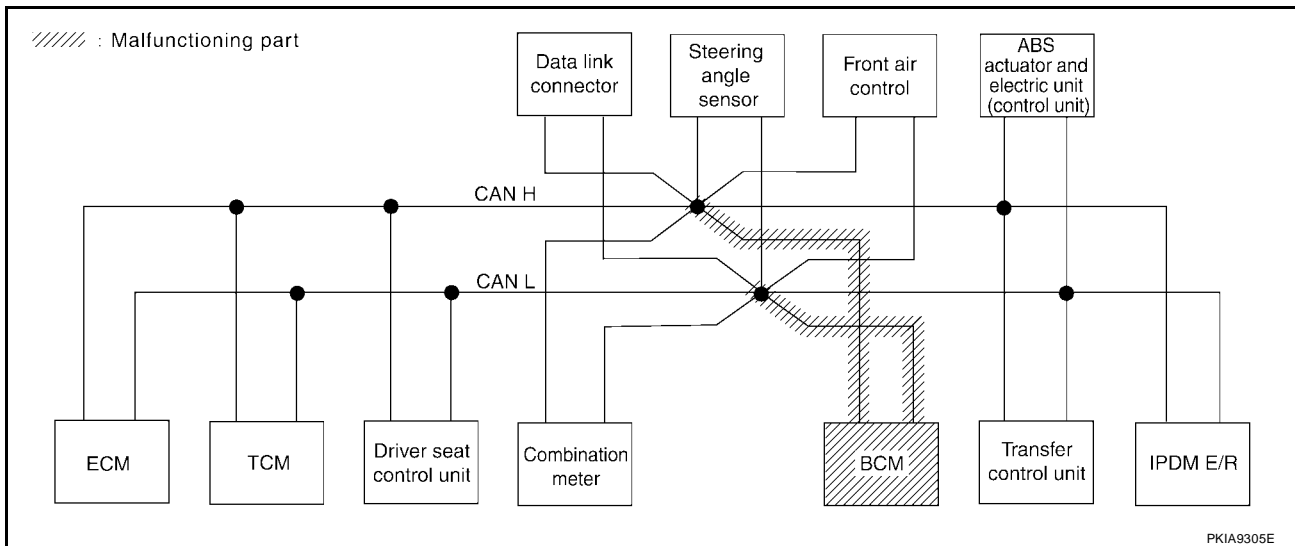 : Malfunctioning part
Data link
connector
Steering
angle
sensor
Front air
control
ABS
actuator and
electric unit
(control unit)
CAN H
CAN L
ECM
TCM
Driver seat
control unit
Combination
meter
BCM
Transfer
control unit
IPDM E/R
PKIA9305E